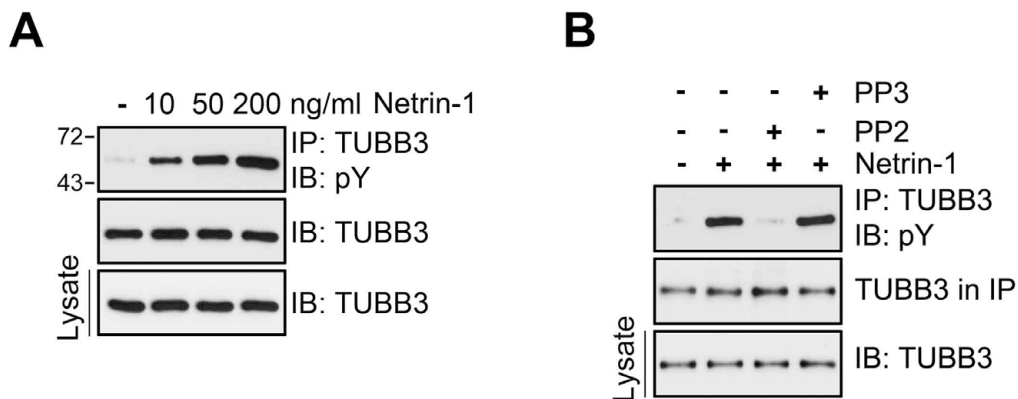 A
- 10 50 200 ng/ml Netrin-1
72-
IP: TUBB3
43-
IB: pY
IB: TUBB3
Lysate
IB: TUBB3
B
- - - + PP3
- - + - PP2
- + + + Netrin-1
IP: TUBB3
IB: pY
TUBB3 in IP
Lysate
IB: TUBB3